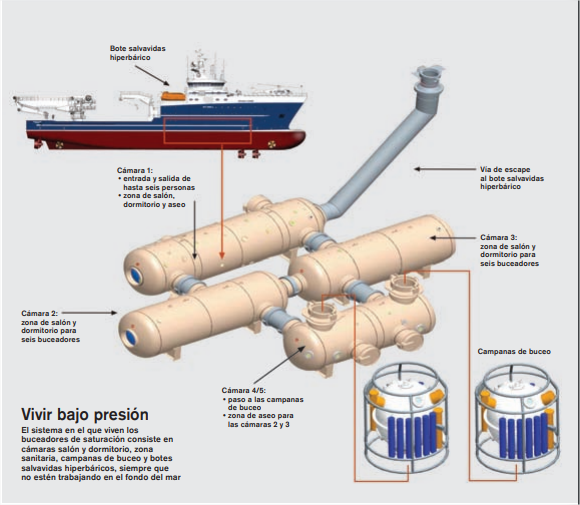 Bote salvavidas
hiperbárico
Cámara 1:
• entrada y salida de
hasta seis personas
• zona de salón,
dormitorio y aseo
Vía de escape
al bote salvavidas
hiperbárico
Cámara 3:
zona de salón y
dormitorio para
seis buceadores
Cámara 2:
zona de salón y
dormitorio para
seis buceadores
Campanas de buceo
Cámara 4/5:
• paso a las campanas
de buceo
• zona de aseo para
las cámaras 2 y 3
Vivir bajo presión
El sistema en el que viven los
buceadores de saturación consiste en
cámaras salón y dormitorio, zona
sanitaria, campanas de buceo y botes
salvavidas hiperbáricos, siempre que
no estén trabajando en el fondo del mar